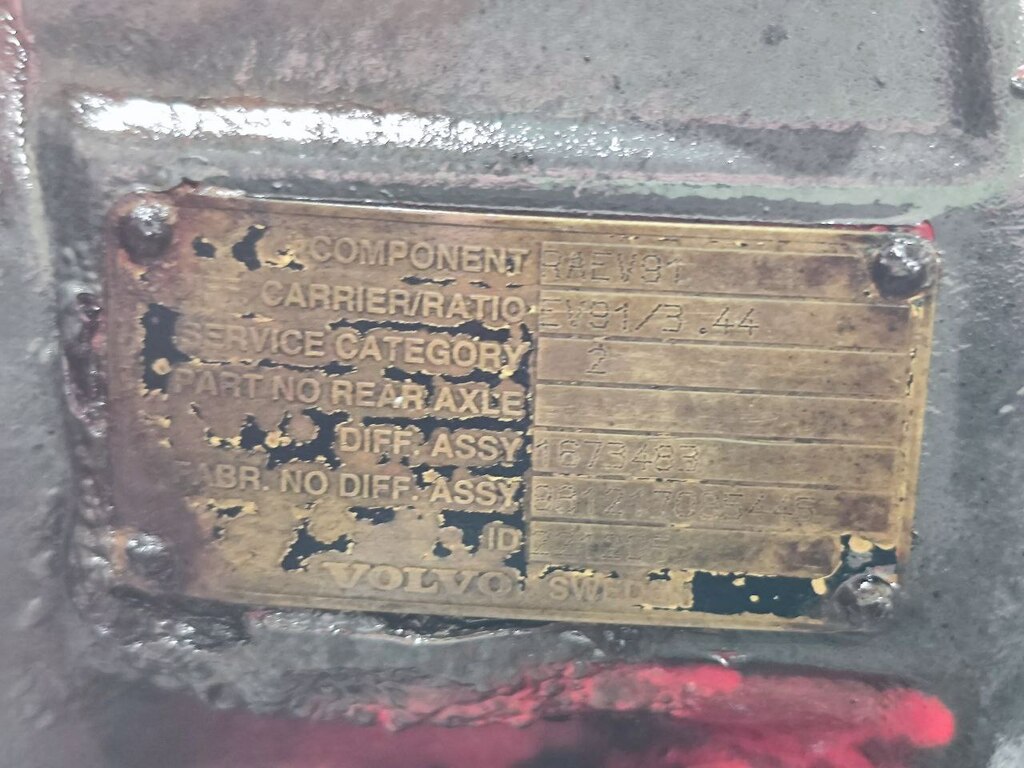 COMPONENT RAEV91
CARRIER/RATIO EV91/3.44
SERVICE CATEGORY 2
PART NO REAR AXLE
DIFF. ASSY 1673483
FABR. NO DIFF. ASSY
ID
VOLVO SWEDEN